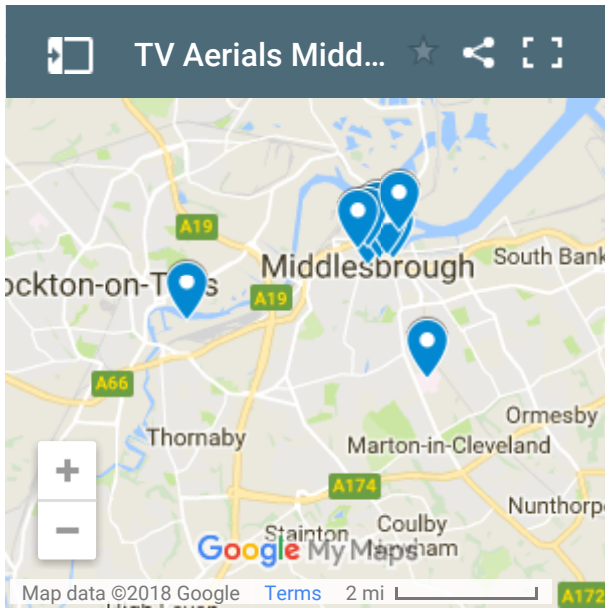 TV Aerials Midd...
A19
South Bank
Middlesbrough
ockton-on-T s
A19
A66
Ormesby
Thornaby
Marton-in-Cleveland
A174
Nunthorp
+
Stainton
Coulby
Google My Maps
ham
−
Map data ©2018 Google Terms 2 mi
A172